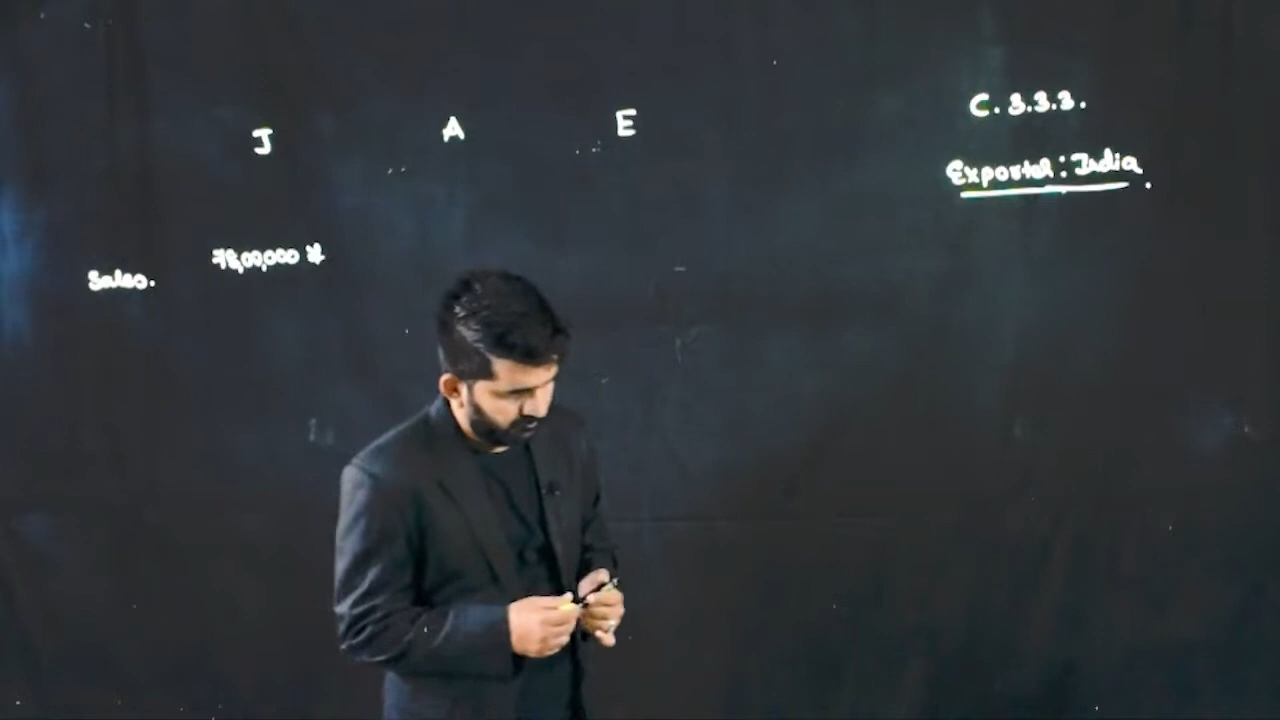 J A E
C. 3.3.3.
Exporter : India
Sales. 78,00,000 ¥